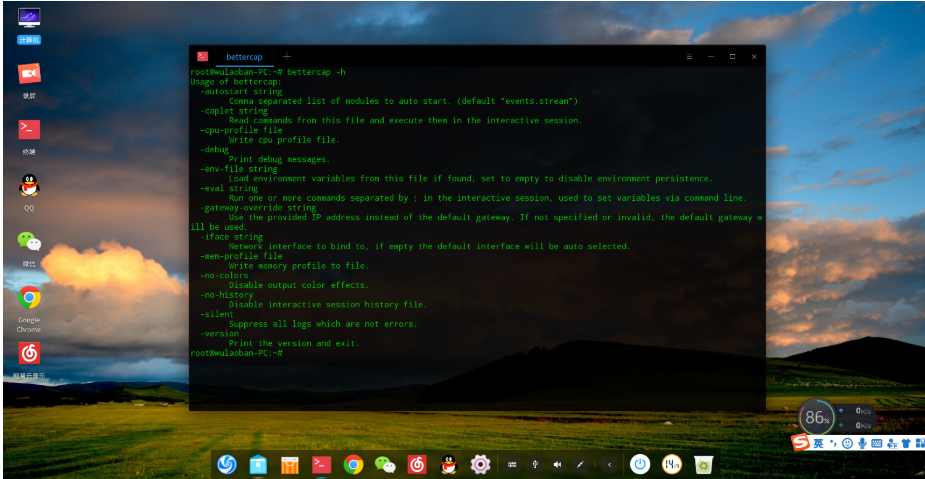 计算机
录屏
终端
QQ
微信
Google
Chrome
网易云音乐
bettercap
root@wulaoban-PC:~# bettercap -h
Usage of bettercap:
-autostart string
Comma separated list of modules to auto start. (default "events.stream")
-caplet string
Read commands from this file and execute them in the interactive session.
-cpu-profile file
Write cpu profile file.
-debug
Print debug messages.
-env-file string
Load environment variables from this file if found, set to empty to disable environment persistence.
-eval string
Run one or more commands separated by ; in the interactive session, used to set variables via command line.
-gateway-override string
Use the provided IP address instead of the default gateway. If not specified or invalid, the default gateway w
ill be used.
-iface string
Network interface to bind to, if empty the default interface will be auto selected.
-mem-profile file
Write memory profile to file.
-no-colors
Disable output color effects.
-no-history
Disable interactive session history file.
-silent
Suppress all logs which are not errors.
-version
Print the version and exit.
root@wulaoban-PC:~#
86%
0K/s
0K/s
英